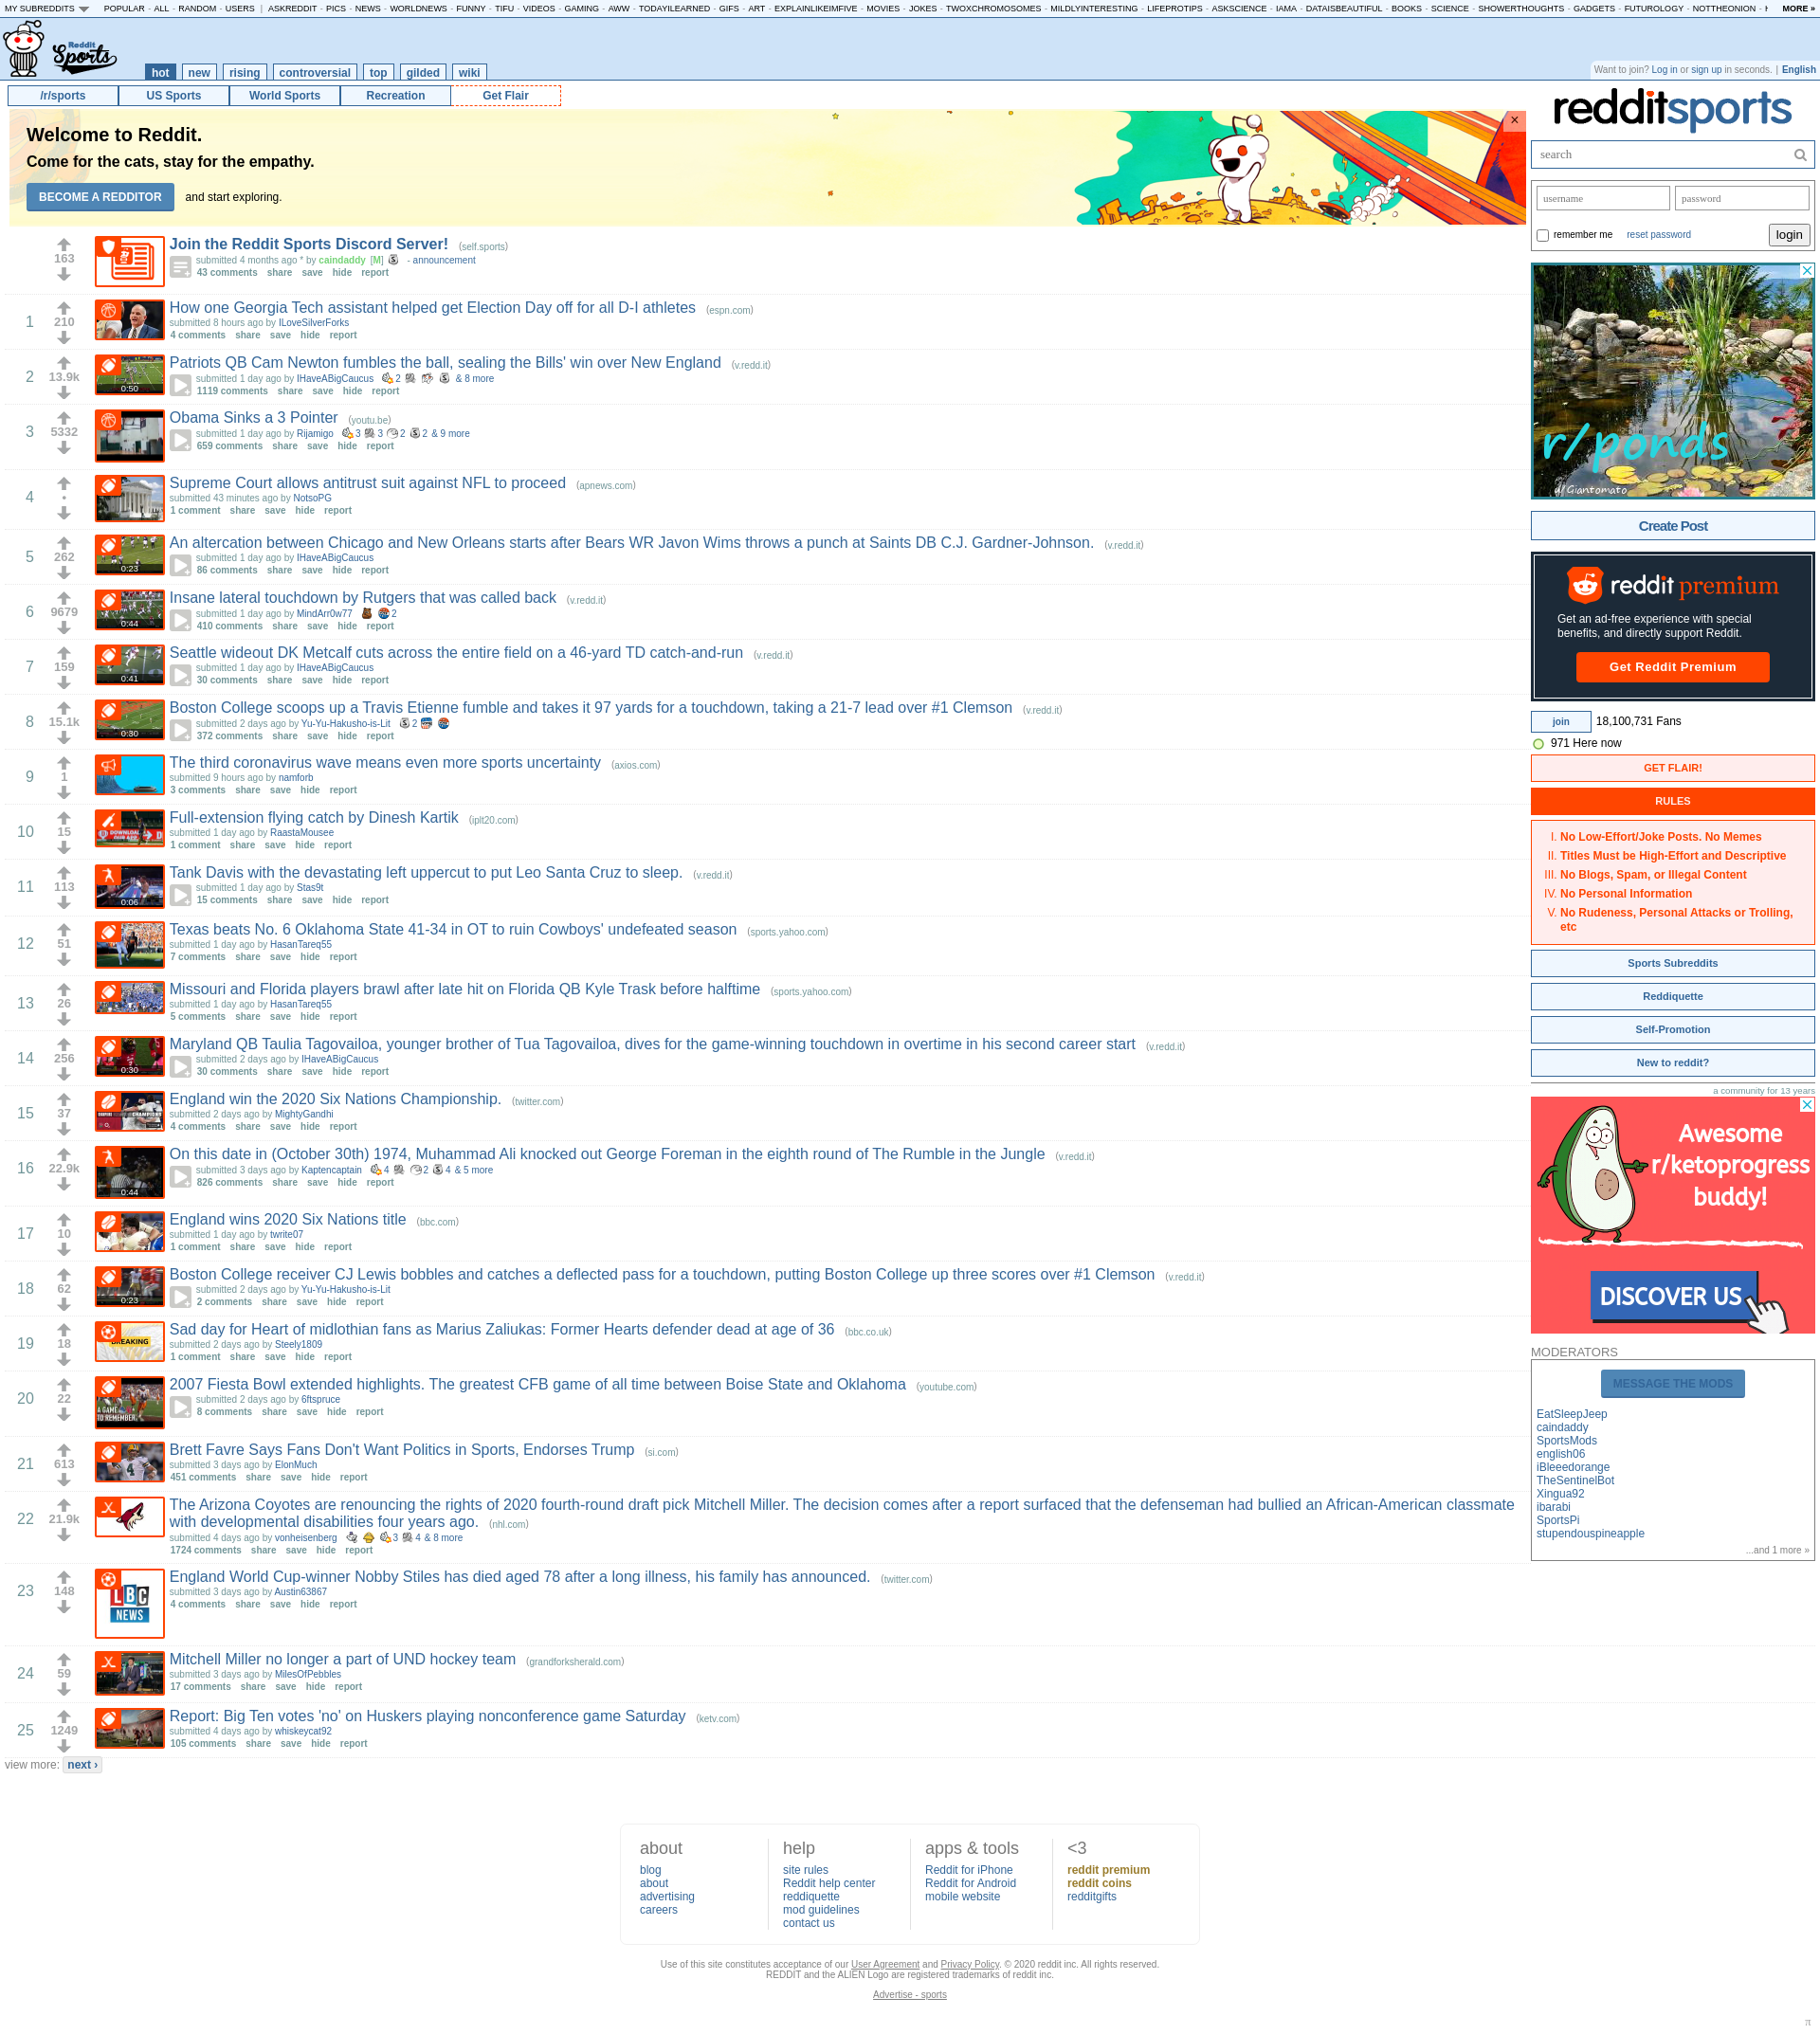 MY SUBREDDITS POPULAR - ALL - RANDOM - USERS | ASKREDDIT - PICS - NEWS - WORLDNEWS - FUNNY - TIFU - VIDEOS - GAMING - AWW - TODAYILEARNED - GIFS - ART - EXPLAINLIKEIMFIVE - MOVIES - JOKES - TWOXCHROMOSOMES - MILDLYINTERESTING - LIFEPROTIPS - ASKSCIENCE - IAMA - DATAISBEAUTIFUL - BOOKS - SCIENCE - SHOWERTHOUGHTS - GADGETS - FUTUROLOGY - NOTTHEONION - MORE »
Reddit
Sports
hot new rising controversial top gilded wiki
Want to join? Log in or sign up in seconds. | English
/r/sports US Sports World Sports Recreation Get Flair
Welcome to Reddit.
Come for the cats, stay for the empathy.
BECOME A REDDITOR and start exploring.
×
163
Join the Reddit Sports Discord Server! (self.sports)
submitted 4 months ago * by caindaddy [M] - announcement
43 comments share save hide report
1
210
How one Georgia Tech assistant helped get Election Day off for all D-I athletes (espn.com)
submitted 8 hours ago by ILoveSilverForks
4 comments share save hide report
2
13.9k
0:50
Patriots QB Cam Newton fumbles the ball, sealing the Bills' win over New England (v.redd.it)
submitted 1 day ago by IHaveABigCaucus 2 & 8 more
1119 comments share save hide report
3
5332
Obama Sinks a 3 Pointer (youtu.be)
submitted 1 day ago by Rijamigo 3 3 2 2 & 9 more
659 comments share save hide report
4
•
Supreme Court allows antitrust suit against NFL to proceed (apnews.com)
submitted 43 minutes ago by NotsoPG
1 comment share save hide report
5
262
0:23
An altercation between Chicago and New Orleans starts after Bears WR Javon Wims throws a punch at Saints DB C.J. Gardner-Johnson. (v.redd.it)
submitted 1 day ago by IHaveABigCaucus
86 comments share save hide report
6
9679
0:44
Insane lateral touchdown by Rutgers that was called back (v.redd.it)
submitted 1 day ago by MindArr0w77 2
410 comments share save hide report
7
159
0:41
Seattle wideout DK Metcalf cuts across the entire field on a 46-yard TD catch-and-run (v.redd.it)
submitted 1 day ago by IHaveABigCaucus
30 comments share save hide report
8
15.1k
0:30
Boston College scoops up a Travis Etienne fumble and takes it 97 yards for a touchdown, taking a 21-7 lead over #1 Clemson (v.redd.it)
submitted 2 days ago by Yu-Yu-Hakusho-is-Lit 2
372 comments share save hide report
9
1
The third coronavirus wave means even more sports uncertainty (axios.com)
submitted 9 hours ago by namforb
3 comments share save hide report
10
15
Full-extension flying catch by Dinesh Kartik (iplt20.com)
submitted 1 day ago by RaastaMousee
1 comment share save hide report
11
113
0:06
Tank Davis with the devastating left uppercut to put Leo Santa Cruz to sleep. (v.redd.it)
submitted 1 day ago by Stas9t
15 comments share save hide report
12
51
Texas beats No. 6 Oklahoma State 41-34 in OT to ruin Cowboys' undefeated season (sports.yahoo.com)
submitted 1 day ago by HasanTareq55
7 comments share save hide report
13
26
Missouri and Florida players brawl after late hit on Florida QB Kyle Trask before halftime (sports.yahoo.com)
submitted 1 day ago by HasanTareq55
5 comments share save hide report
14
256
0:30
Maryland QB Taulia Tagovailoa, younger brother of Tua Tagovailoa, dives for the game-winning touchdown in overtime in his second career start (v.redd.it)
submitted 2 days ago by IHaveABigCaucus
30 comments share save hide report
15
37
England win the 2020 Six Nations Championship. (twitter.com)
submitted 2 days ago by MightyGandhi
4 comments share save hide report
16
22.9k
0:44
On this date in (October 30th) 1974, Muhammad Ali knocked out George Foreman in the eighth round of The Rumble in the Jungle (v.redd.it)
submitted 3 days ago by Kaptencaptain 4 2 4 & 5 more
826 comments share save hide report
17
10
England wins 2020 Six Nations title (bbc.com)
submitted 1 day ago by twrite07
1 comment share save hide report
18
62
0:23
Boston College receiver CJ Lewis bobbles and catches a deflected pass for a touchdown, putting Boston College up three scores over #1 Clemson (v.redd.it)
submitted 2 days ago by Yu-Yu-Hakusho-is-Lit
2 comments share save hide report
19
18
BREAKING
Sad day for Heart of midlothian fans as Marius Zaliukas: Former Hearts defender dead at age of 36 (bbc.co.uk)
submitted 2 days ago by Steely1809
1 comment share save hide report
20
22
A GAME
TO REMEMBER
2007 Fiesta Bowl extended highlights. The greatest CFB game of all time between Boise State and Oklahoma (youtube.com)
submitted 2 days ago by 6ftspruce
8 comments share save hide report
21
613
Brett Favre Says Fans Don't Want Politics in Sports, Endorses Trump (si.com)
submitted 3 days ago by ElonMuch
451 comments share save hide report
22
21.9k
The Arizona Coyotes are renouncing the rights of 2020 fourth-round draft pick Mitchell Miller. The decision comes after a report surfaced that the defenseman had bullied an African-American classmate
with developmental disabilities four years ago. (nhl.com)
submitted 4 days ago by vonheisenberg 3 4 & 8 more
1724 comments share save hide report
23
148
LBC
NEWS
England World Cup-winner Nobby Stiles has died aged 78 after a long illness, his family has announced. (twitter.com)
submitted 3 days ago by Austin63867
4 comments share save hide report
24
59
Mitchell Miller no longer a part of UND hockey team (grandforksherald.com)
submitted 3 days ago by MilesOfPebbles
17 comments share save hide report
25
1249
Report: Big Ten votes 'no' on Huskers playing nonconference game Saturday (ketv.com)
submitted 4 days ago by whiskeycat92
105 comments share save hide report
view more: next ›
redditsports
search
username password
remember me reset password login
r/ponds
u/Giantomato
Create Post
reddit premium
Get an ad-free experience with special
benefits, and directly support Reddit.
Get Reddit Premium
join 18,100,731 Fans
971 Here now
GET FLAIR!
RULES
I. No Low-Effort/Joke Posts. No Memes
II. Titles Must be High-Effort and Descriptive
III. No Blogs, Spam, or Illegal Content
IV. No Personal Information
V. No Rudeness, Personal Attacks or Trolling,
etc
Sports Subreddits
Reddiquette
Self-Promotion
New to reddit?
a community for 13 years
Awesome
r/ketoprogress
buddy!
DISCOVER US
MODERATORS
MESSAGE THE MODS
EatSleepJeep
caindaddy
SportsMods
english06
iBleeedorange
TheSentinelBot
Xingua92
ibarabi
SportsPi
stupendouspineapple
...and 1 more »
about
blog
about
advertising
careers
help
site rules
Reddit help center
reddiquette
mod guidelines
contact us
apps & tools
Reddit for iPhone
Reddit for Android
mobile website
<3
reddit premium
reddit coins
redditgifts
Use of this site constitutes acceptance of our User Agreement and Privacy Policy. © 2020 reddit inc. All rights reserved.
REDDIT and the ALIEN Logo are registered trademarks of reddit inc.
Advertise - sports
π